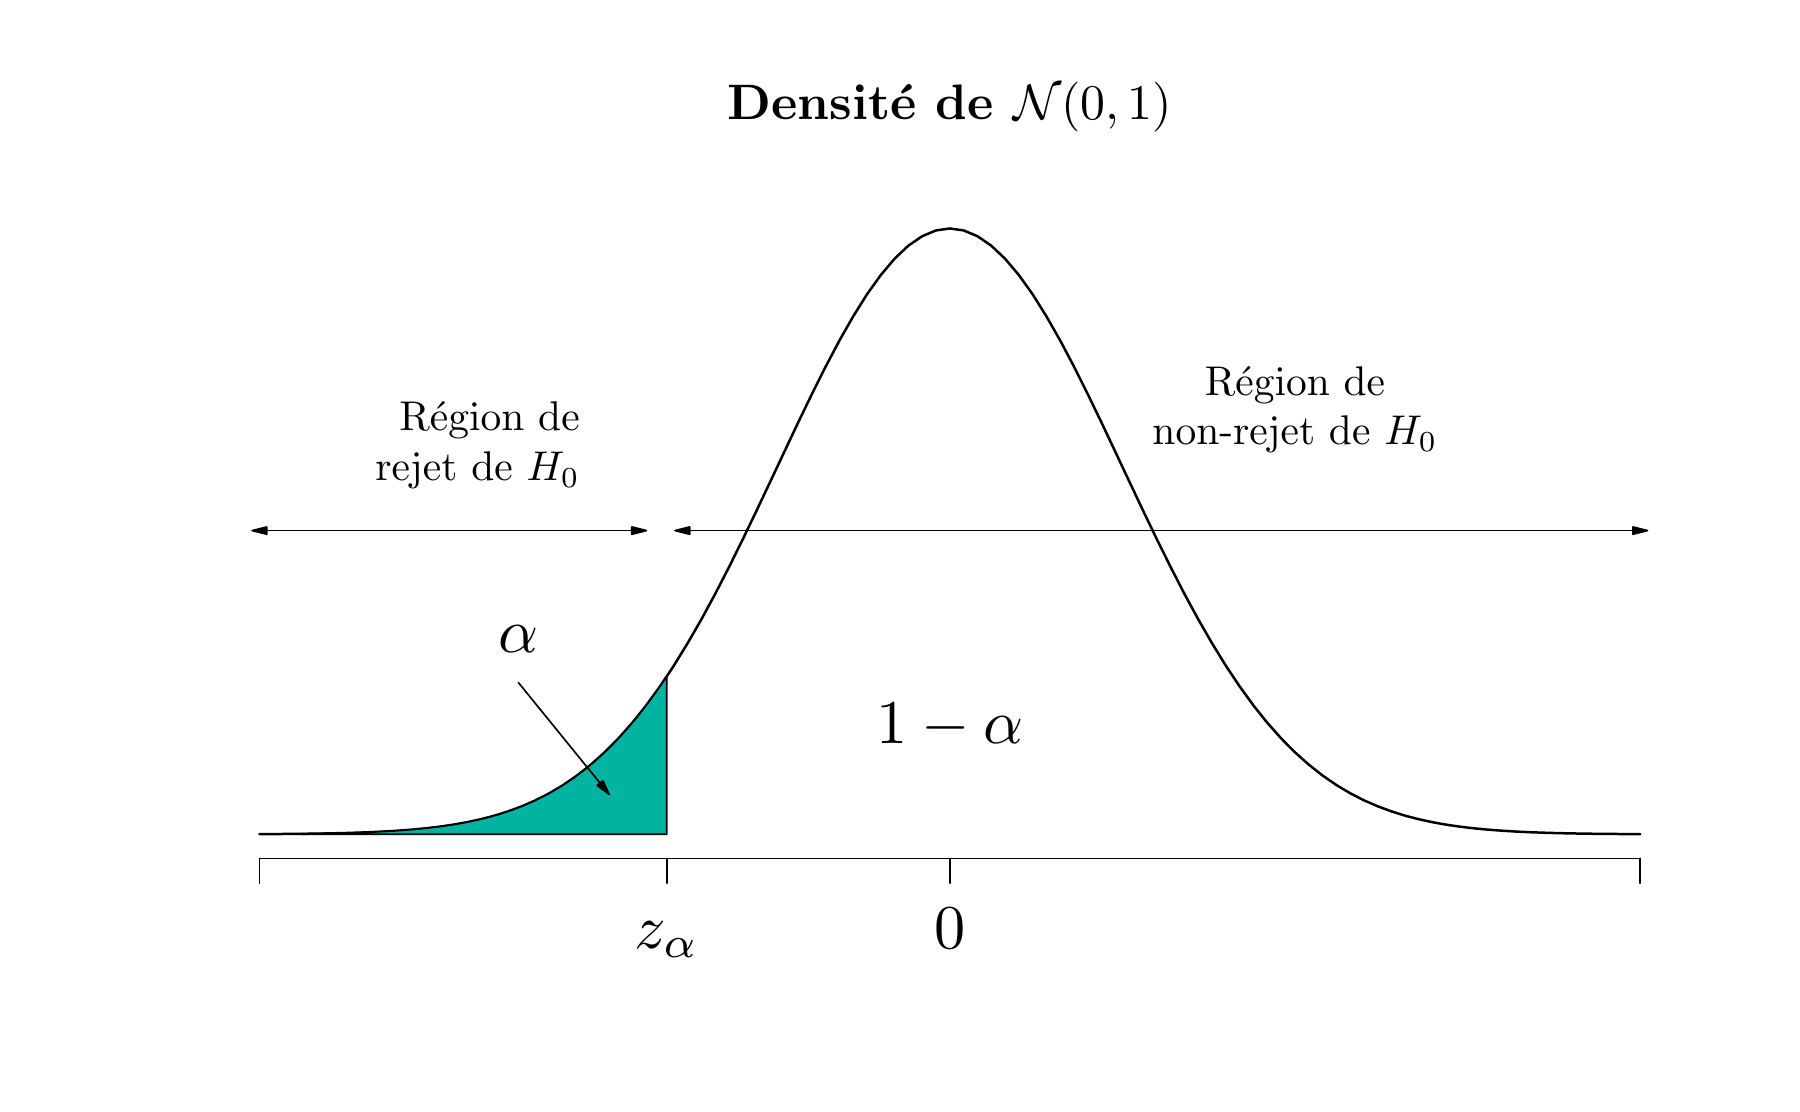 Densité de 𝒩(0, 1)
Région de
rejet de H₀
Région de
non-rejet de H₀
α
1 − α
z_α
0